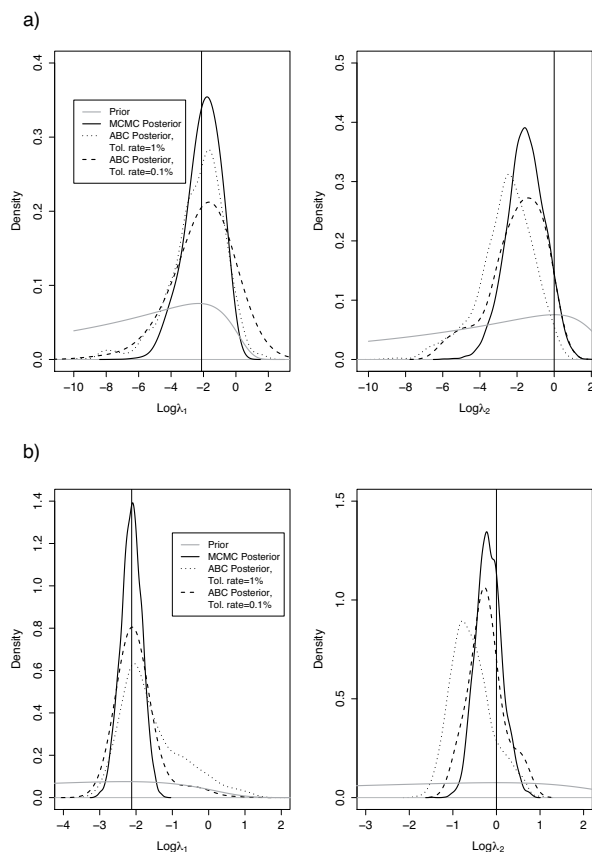 a)
0.4
0.3
0.2
0.1
0.0
Density
Prior
MCMC Posterior
ABC Posterior,
Tol. rate=1%
ABC Posterior,
Tol. rate=0.1%
−10 −8 −6 −4 −2 0 2
Logλ₁
0.5
0.4
0.3
0.2
0.1
0.0
Density
−10 −8 −6 −4 −2 0 2
Logλ₂
b)
1.4
1.2
1.0
0.8
0.6
0.4
0.2
0.0
Density
Prior
MCMC Posterior
ABC Posterior,
Tol. rate=1%
ABC Posterior,
Tol. rate=0.1%
−4 −3 −2 −1 0 1 2
Logλ₁
1.5
1.0
0.5
0.0
Density
−3 −2 −1 0 1 2
Logλ₂